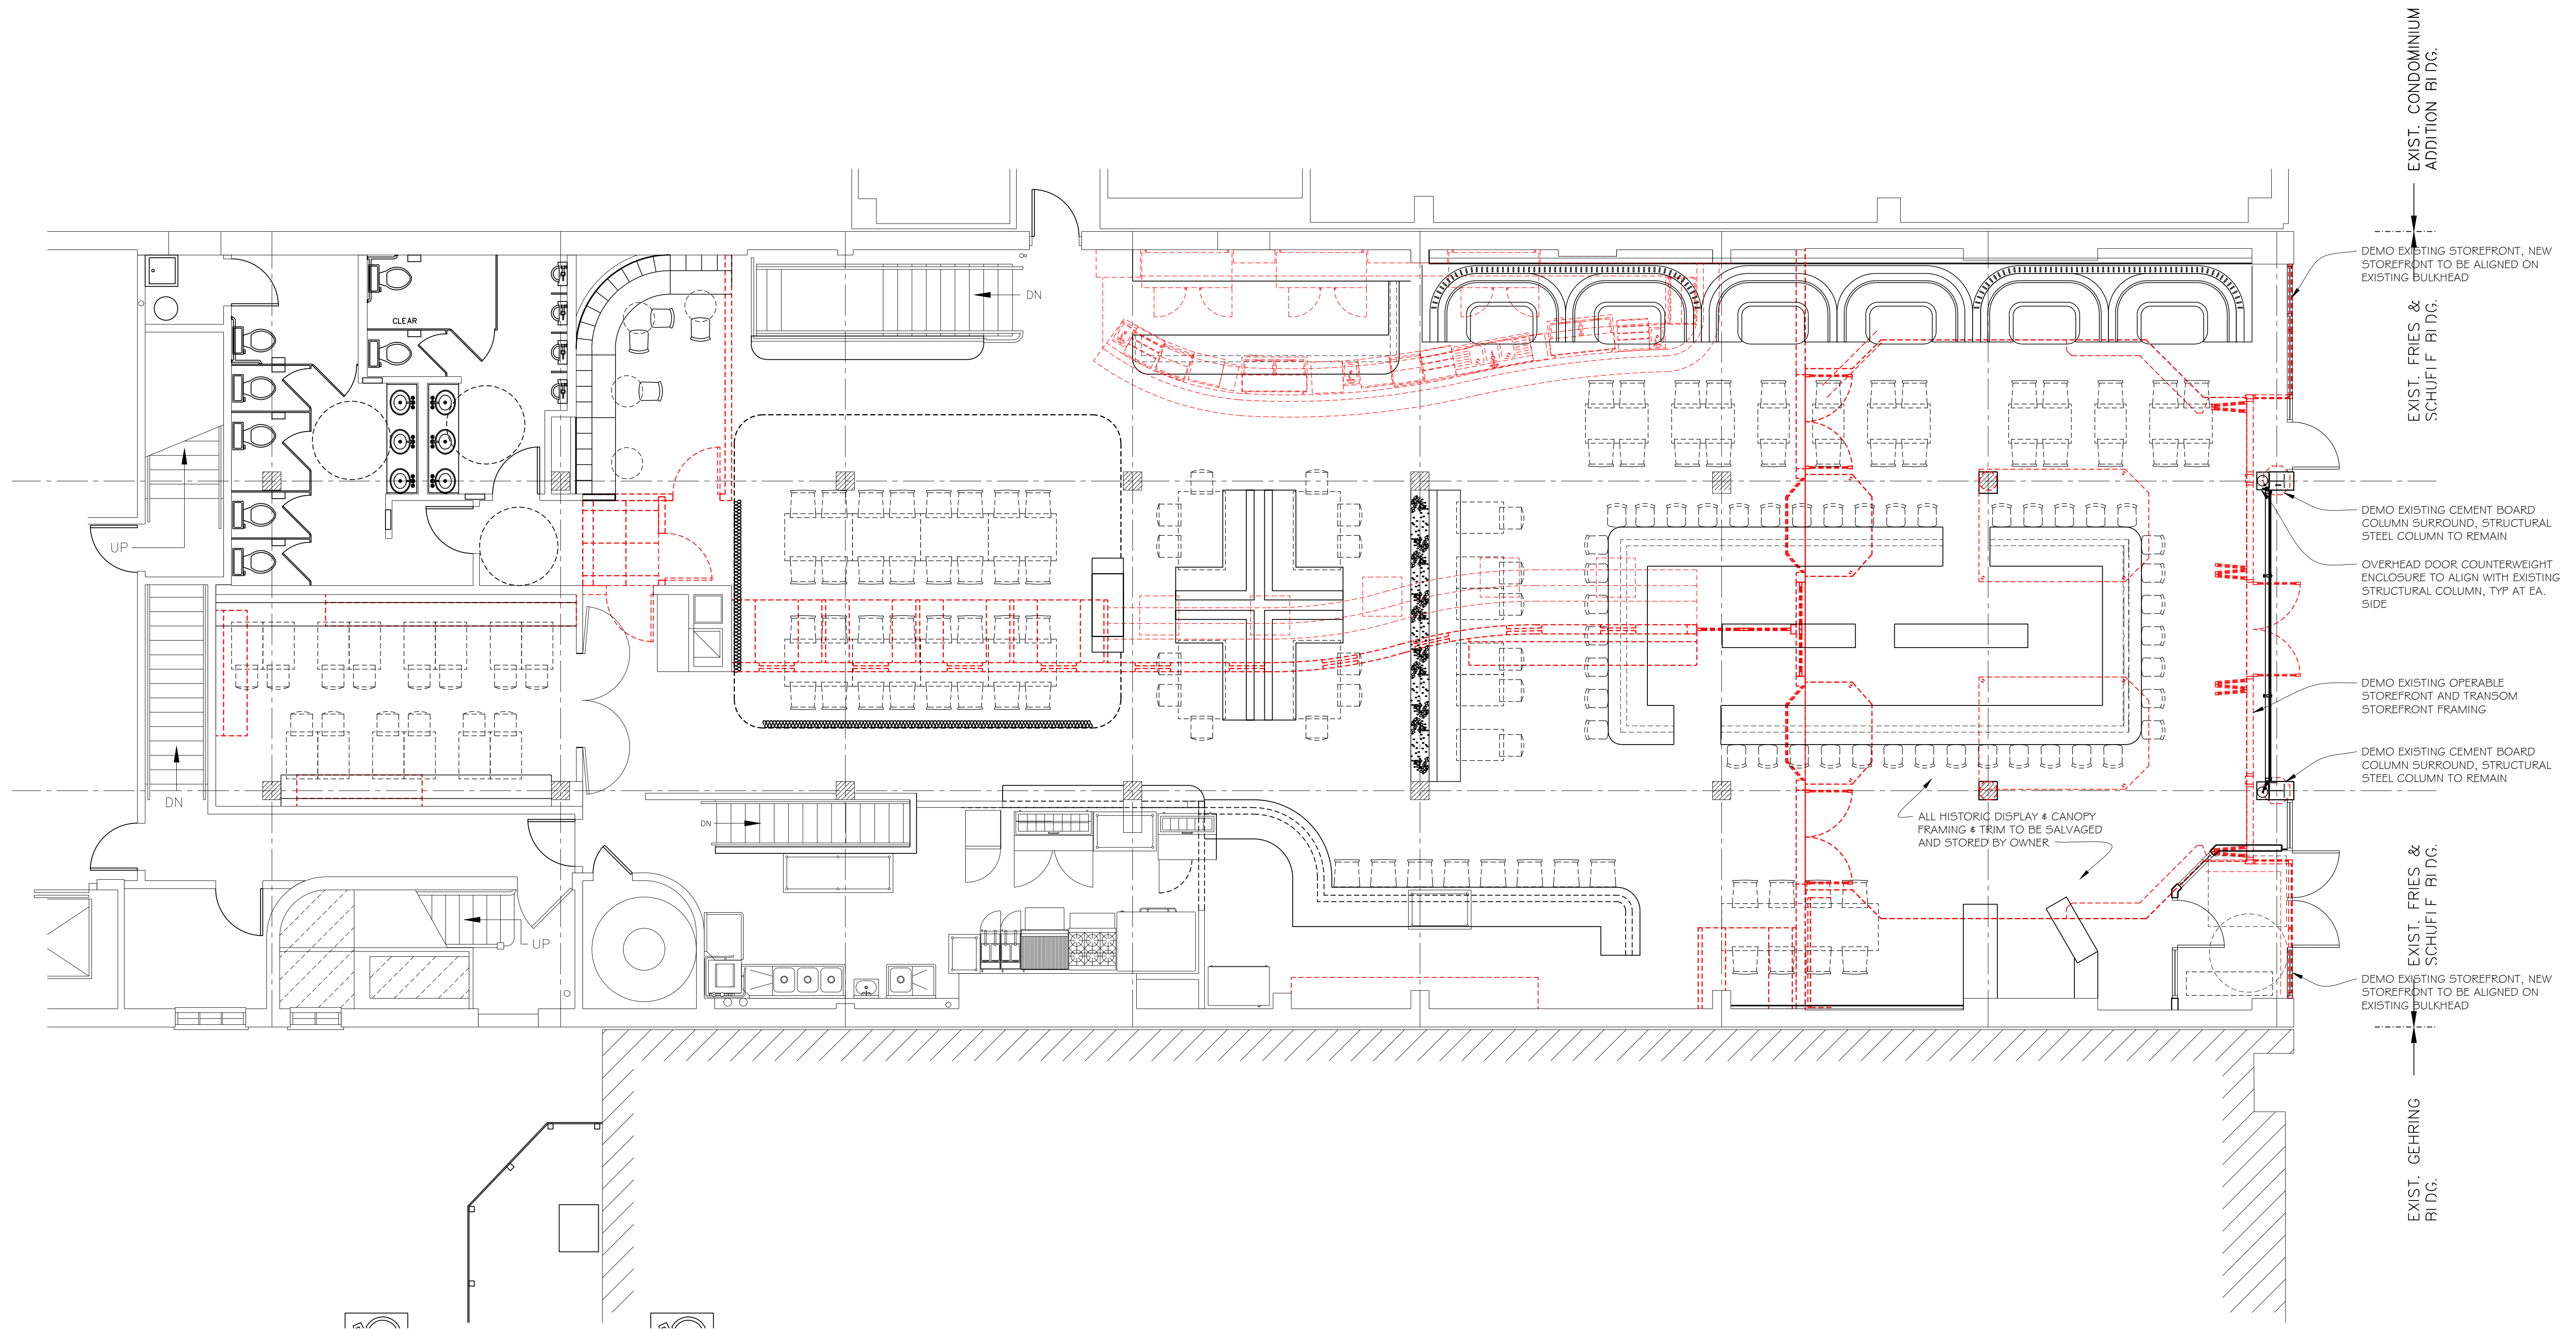 EXIST. CONDOMINIUM
ADDITION BLDG.
EXIST. FRIES &
SCHUELE BLDG.
DEMO EXISTING STOREFRONT, NEW
STOREFRONT TO BE ALIGNED ON
EXISTING BULKHEAD
DN
CLEAR
DEMO EXISTING CEMENT BOARD
COLUMN SURROUND, STRUCTURAL
STEEL COLUMN TO REMAIN
UP
OVERHEAD DOOR COUNTERWEIGHT
ENCLOSURE TO ALIGN WITH EXISTING
STRUCTURAL COLUMN, TYP AT EA.
SIDE
DEMO EXISTING OPERABLE
STOREFRONT AND TRANSOM
STOREFRONT FRAMING
DEMO EXISTING CEMENT BOARD
COLUMN SURROUND, STRUCTURAL
STEEL COLUMN TO REMAIN
DN
DN
ALL HISTORIC DISPLAY & CANOPY
FRAMING & TRIM TO BE SALVAGED
AND STORED BY OWNER
UP
EXIST. FRIES &
SCHUELE BLDG.
DEMO EXISTING STOREFRONT, NEW
STOREFRONT TO BE ALIGNED ON
EXISTING BULKHEAD
EXIST. GEHRING
BLDG.